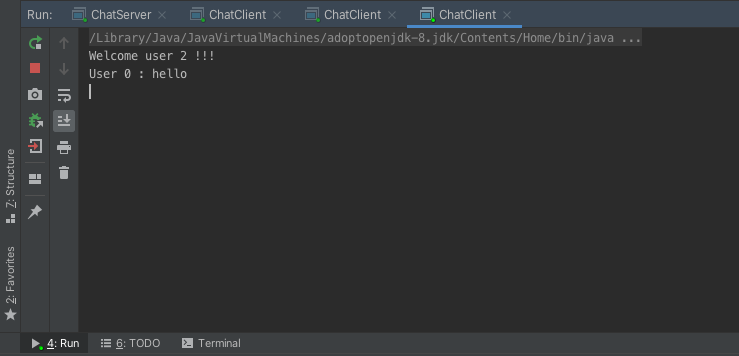 Run: ChatServer ChatClient ChatClient ChatClient
/Library/Java/JavaVirtualMachines/adoptopenjdk-8.jdk/Contents/Home/bin/java ...
Welcome user 2 !!!
User 0 : hello
7: Structure
2: Favorites
4: Run 6: TODO Terminal